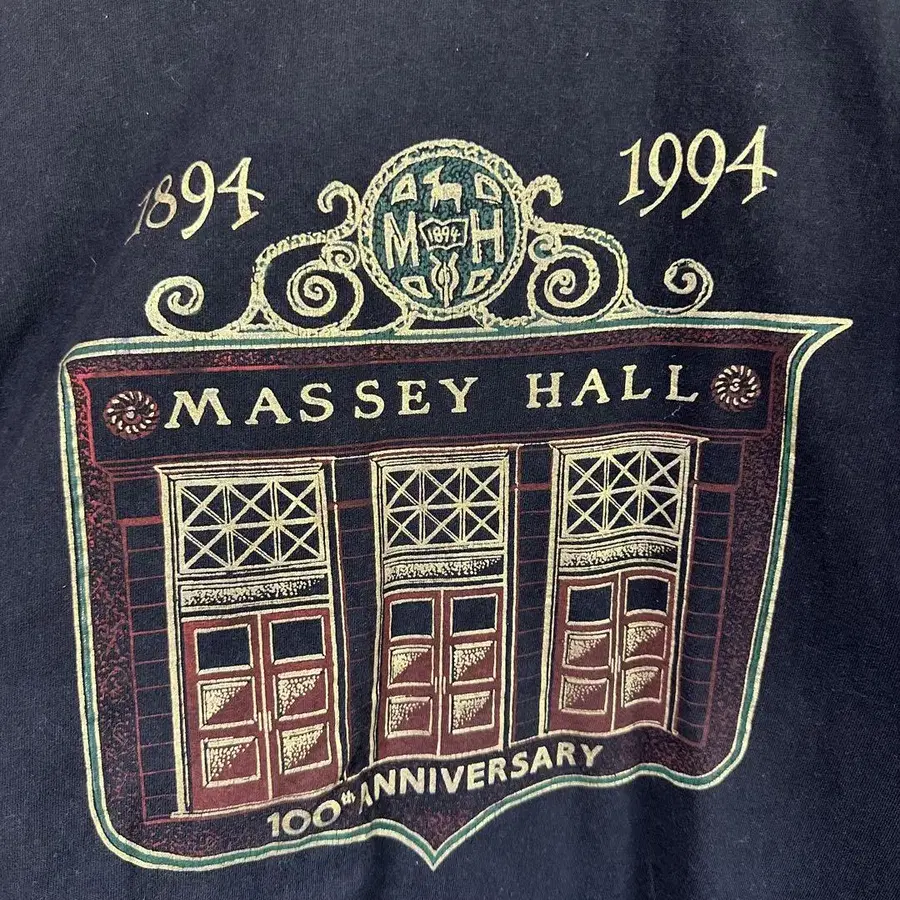 1894 1994
M 1894 H
MASSEY HALL
100th ANNIVERSARY